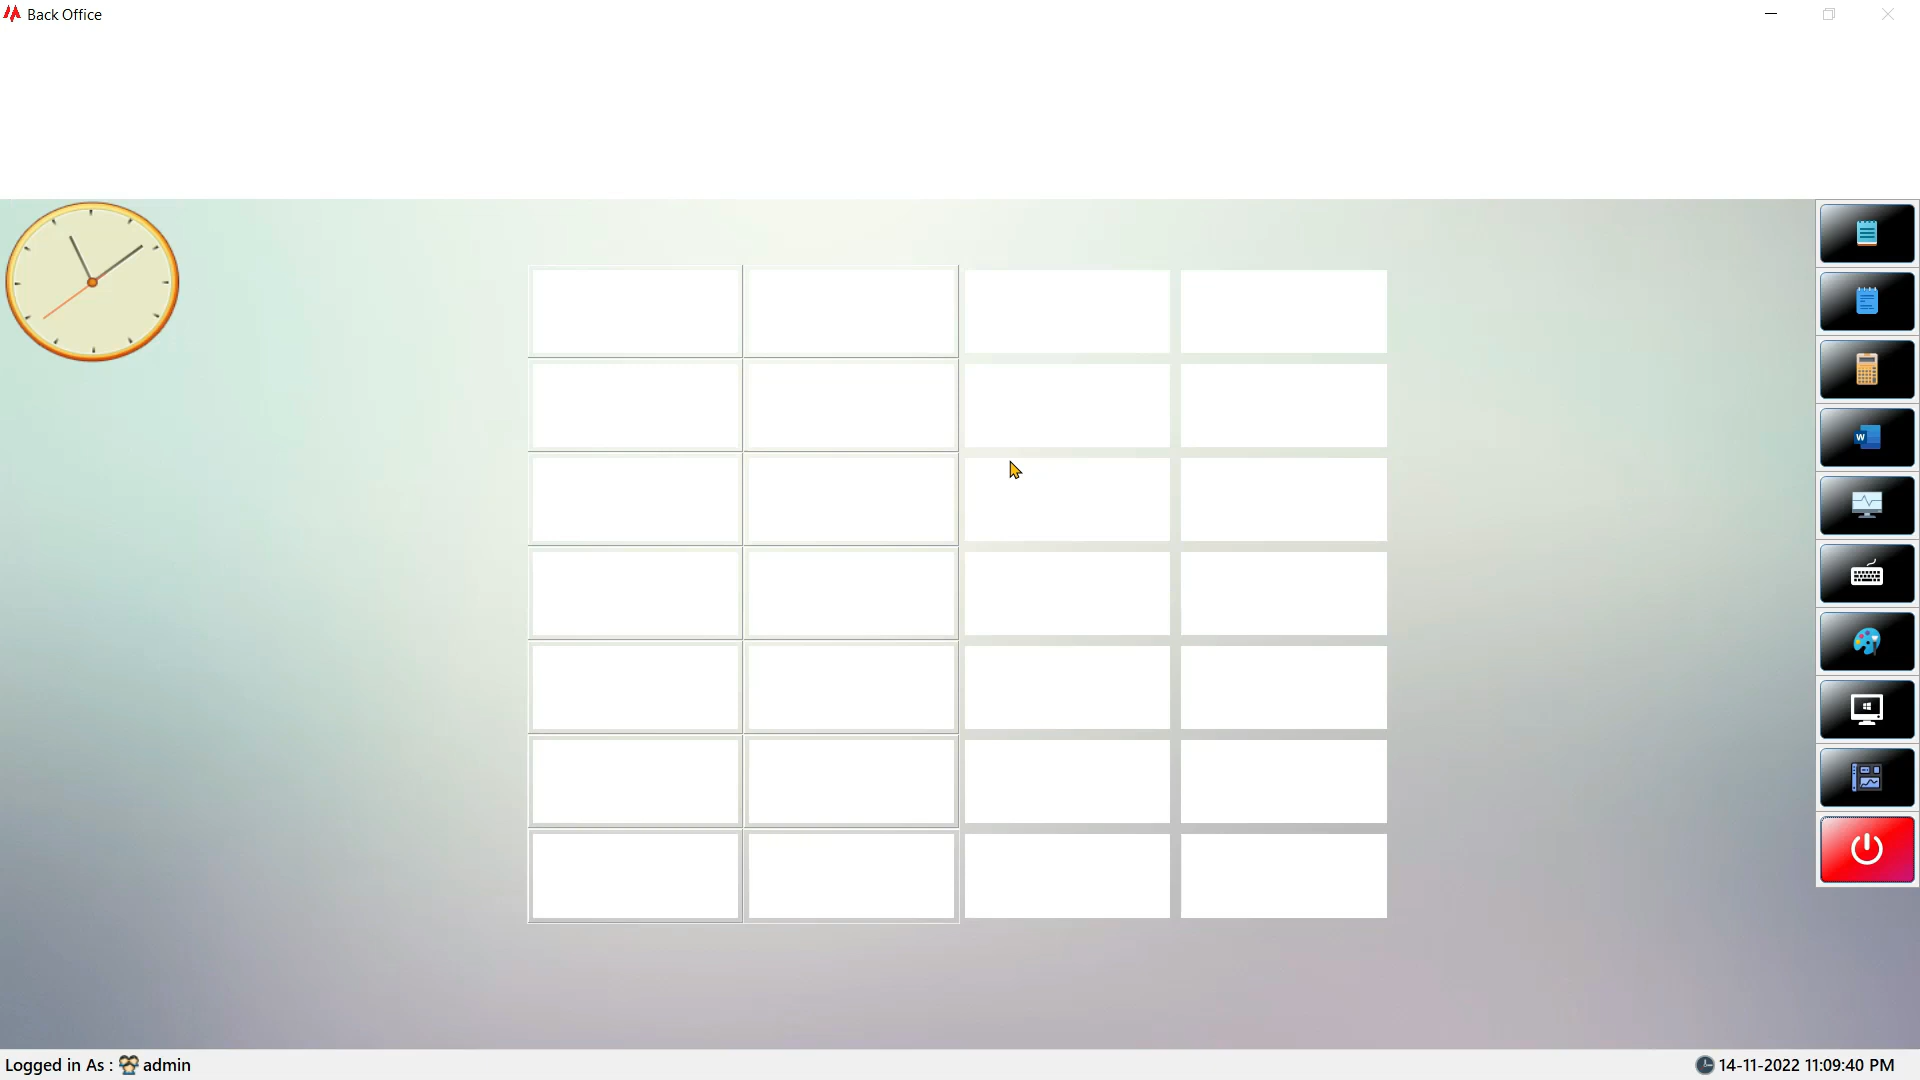 Back Office
W
Logged in As : admin
14-11-2022 11:09:40 PM